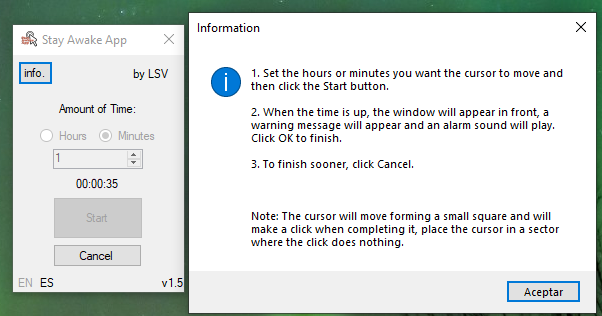 Stay Awake App
info.
by LSV
Amount of Time:
Hours
Minutes
1
00:00:35
Start
Cancel
EN ES
v1.5
Information
1. Set the hours or minutes you want the cursor to move and
then click the Start button.
2. When the time is up, the window will appear in front, a
warning message will appear and an alarm sound will play.
Click OK to finish.
3. To finish sooner, click Cancel.
Note: The cursor will move forming a small square and will
make a click when completing it, place the cursor in a sector
where the click does nothing.
Aceptar